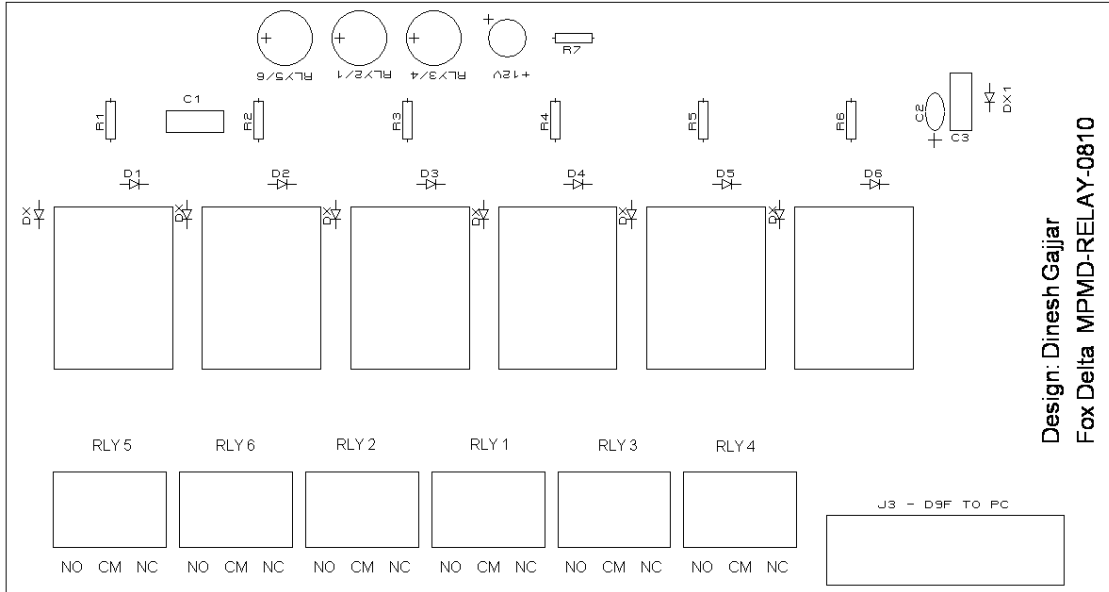 RLY5/6
RLY2/1
RLY3/4
+12V
R7
R1
C1
R2
R3
R4
R5
R6
C2
C3
DX1
D1
D2
D3
D4
D5
D6
DX
DX
DX
DX
DX
DX
Design: Dinesh Gajjar
Fox Delta MPMD-RELAY-0810
RLY 5
RLY 6
RLY 2
RLY 1
RLY 3
RLY 4
J3 - D9F TO PC
NO CM NC
NO CM NC
NO CM NC
NO CM NC
NO CM NC
NO CM NC